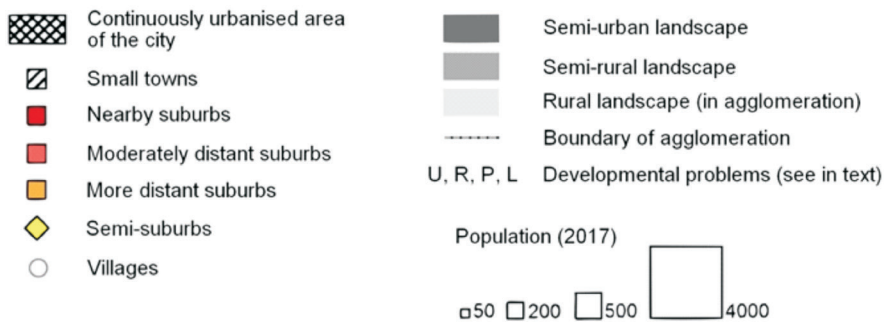 Continuously urbanised area
of the city
Small towns
Nearby suburbs
Moderately distant suburbs
More distant suburbs
Semi-suburbs
Villages
Semi-urban landscape
Semi-rural landscape
Rural landscape (in agglomeration)
Boundary of agglomeration
U, R, P, L Developmental problems (see in text)
Population (2017)
50 200 500 4000